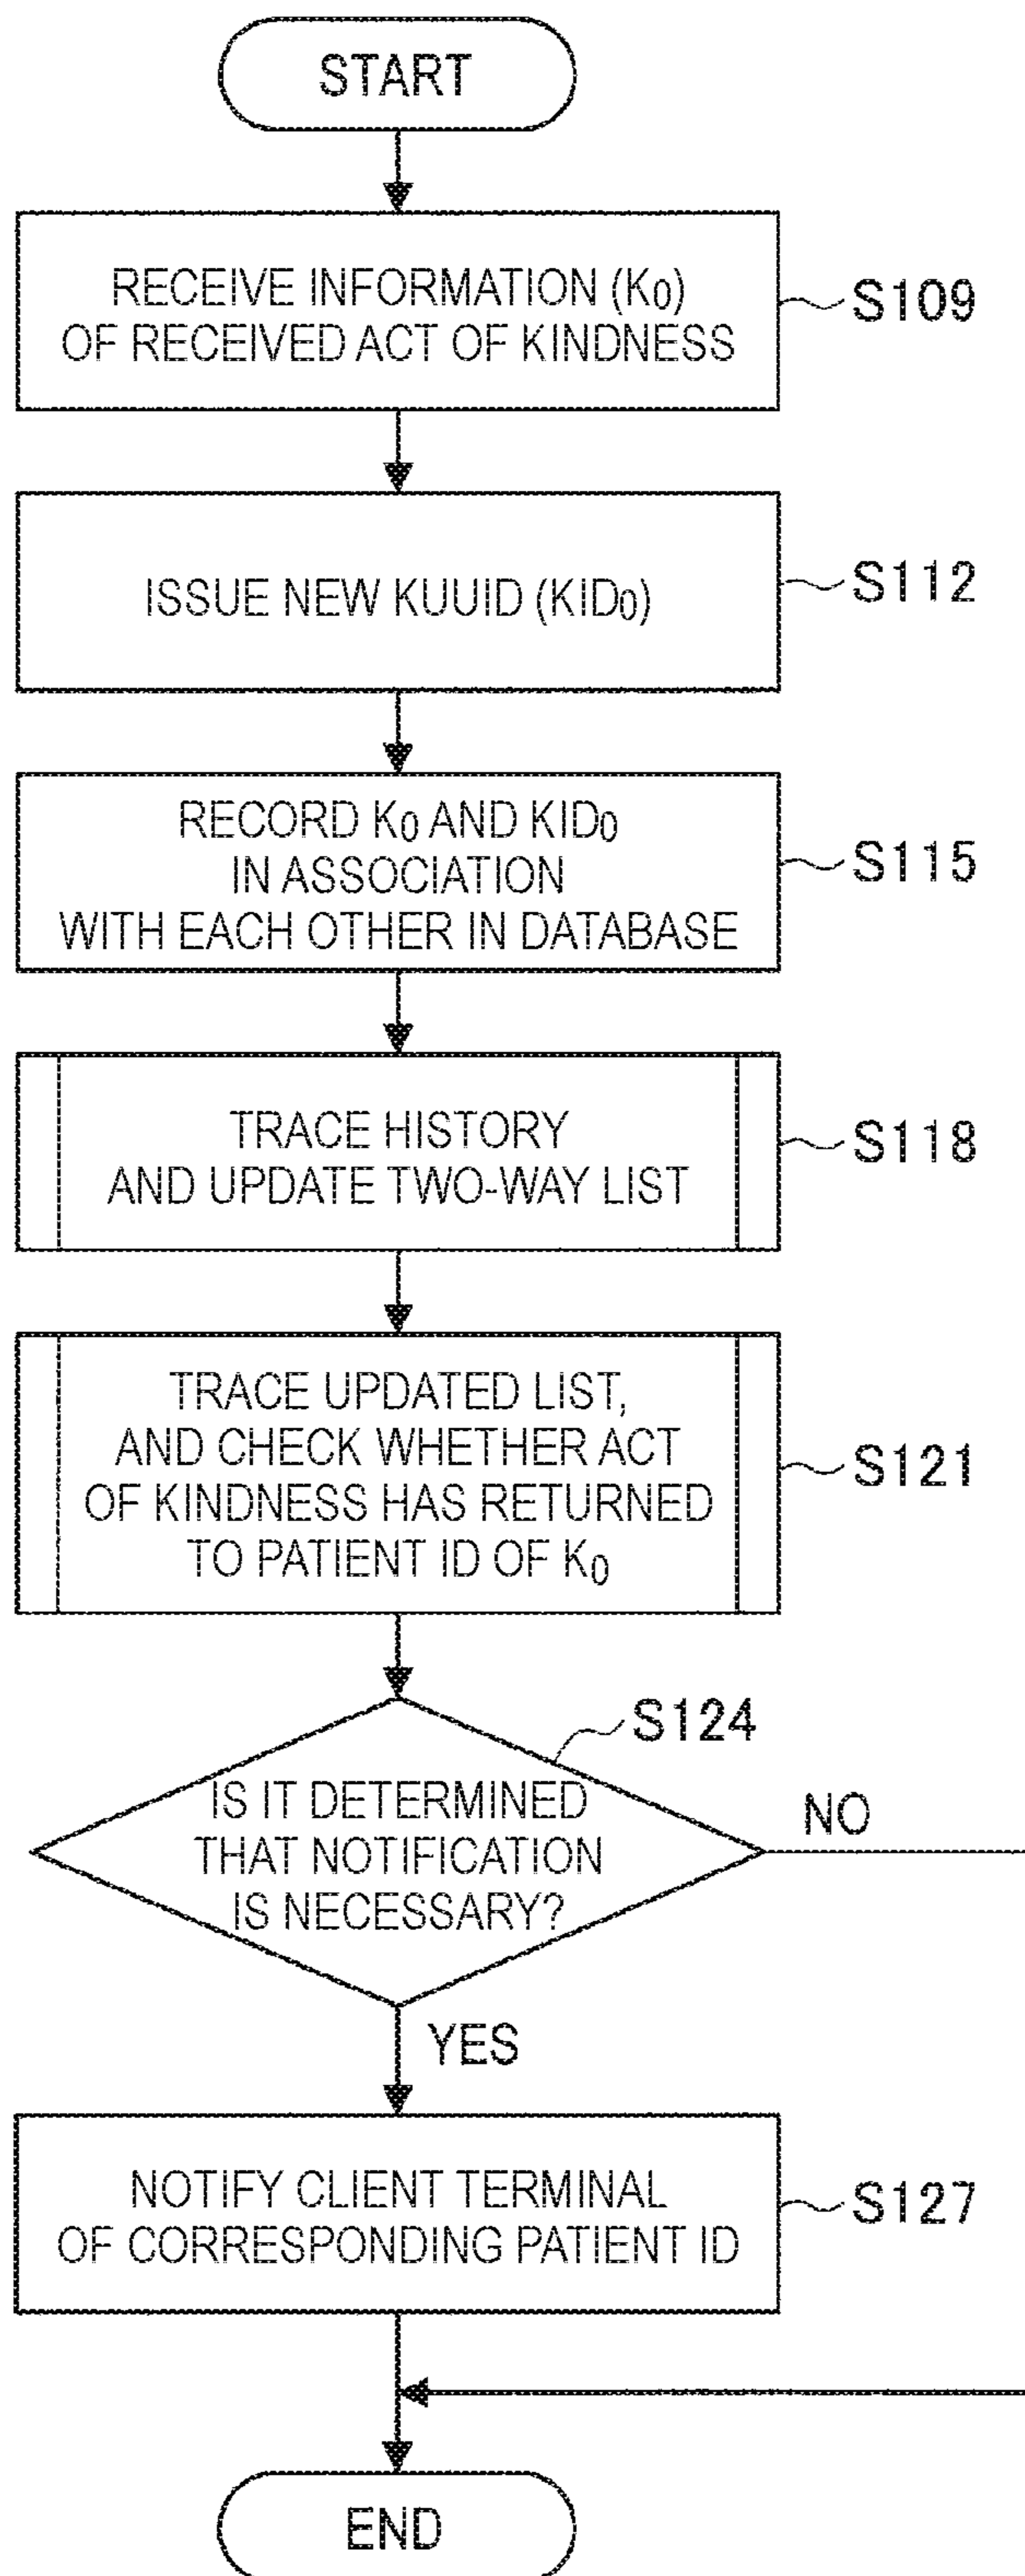 START
RECEIVE INFORMATION (K₀)
OF RECEIVED ACT OF KINDNESS
S109
ISSUE NEW KUUID (KID₀)
S112
RECORD K₀ AND KID₀
IN ASSOCIATION
WITH EACH OTHER IN DATABASE
S115
TRACE HISTORY
AND UPDATE TWO-WAY LIST
S118
TRACE UPDATED LIST,
AND CHECK WHETHER ACT
OF KINDNESS HAS RETURNED
TO PATIENT ID OF K₀
S121
S124
IS IT DETERMINED
THAT NOTIFICATION
IS NECESSARY?
NO
YES
NOTIFY CLIENT TERMINAL
OF CORRESPONDING PATIENT ID
S127
END